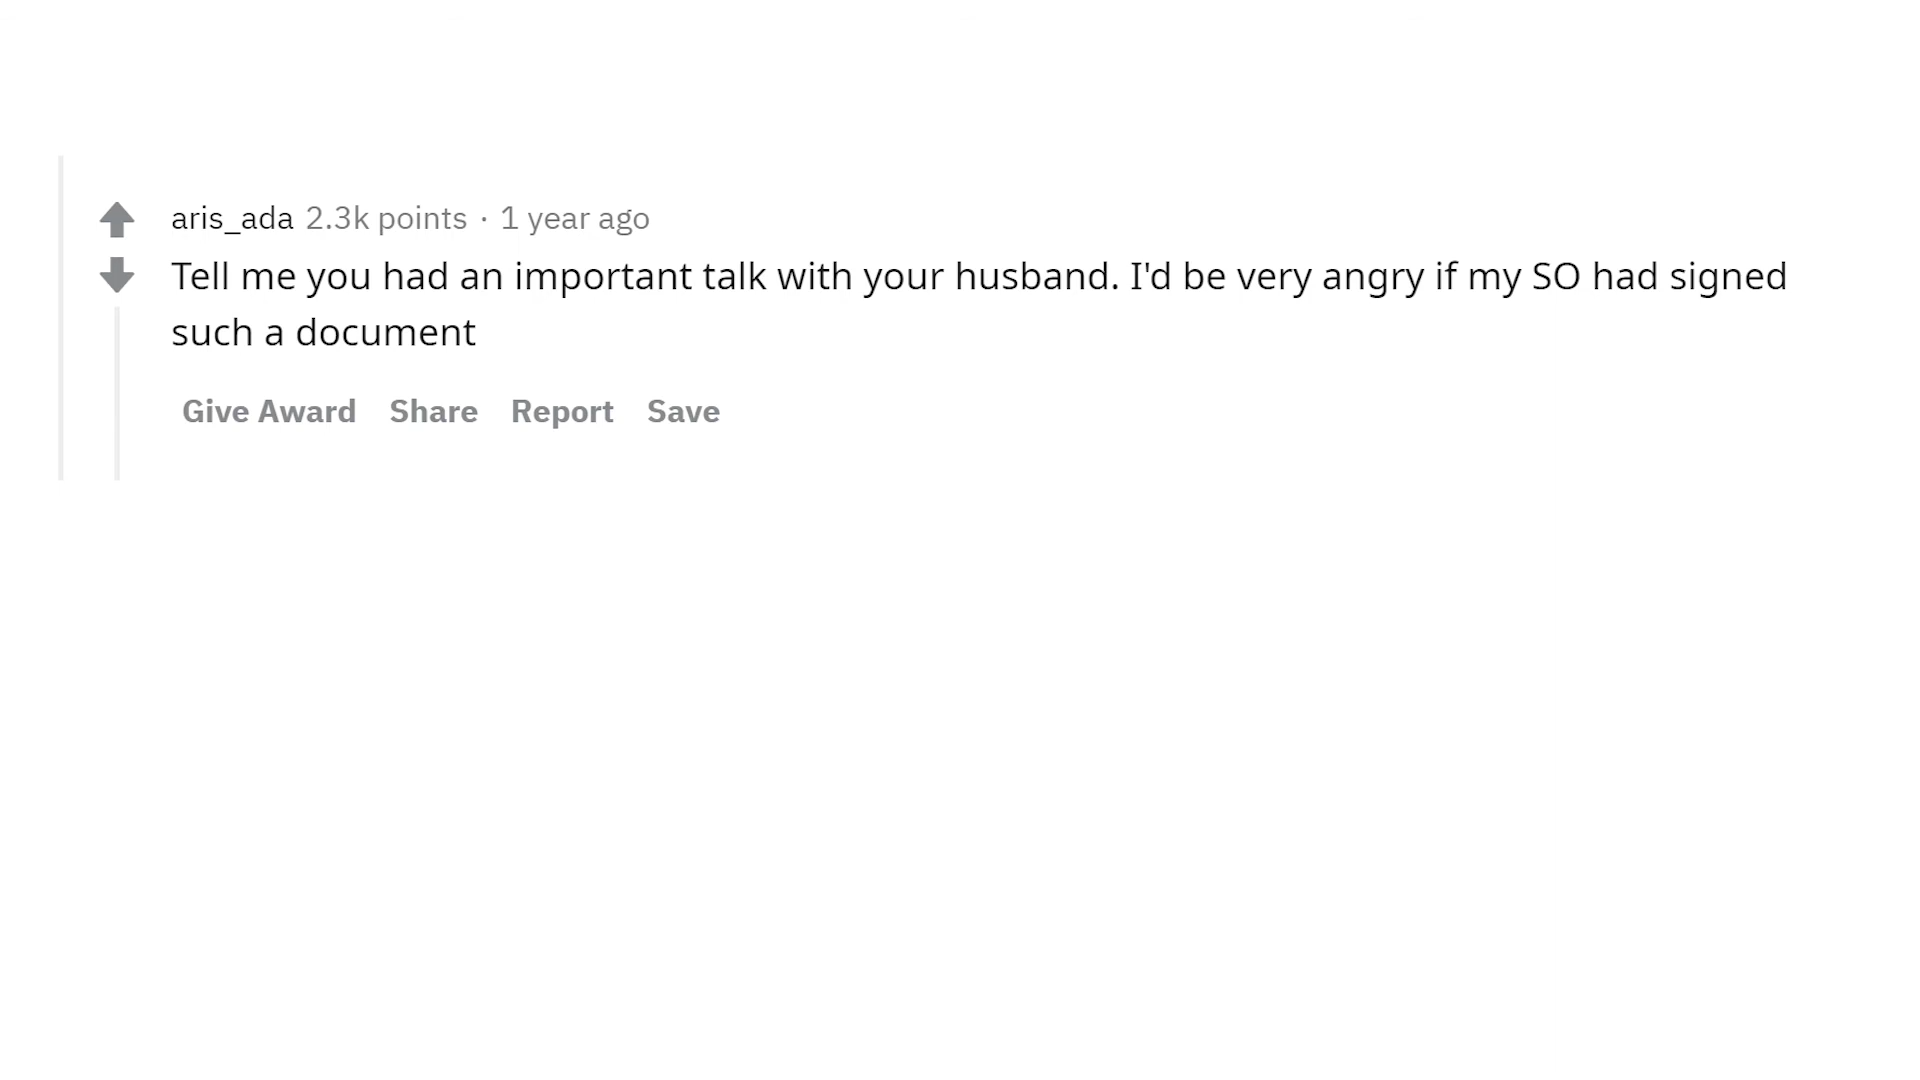 aris_ada 2.3k points · 1 year ago
Tell me you had an important talk with your husband. I'd be very angry if my SO had signed
such a document
Give Award Share Report Save